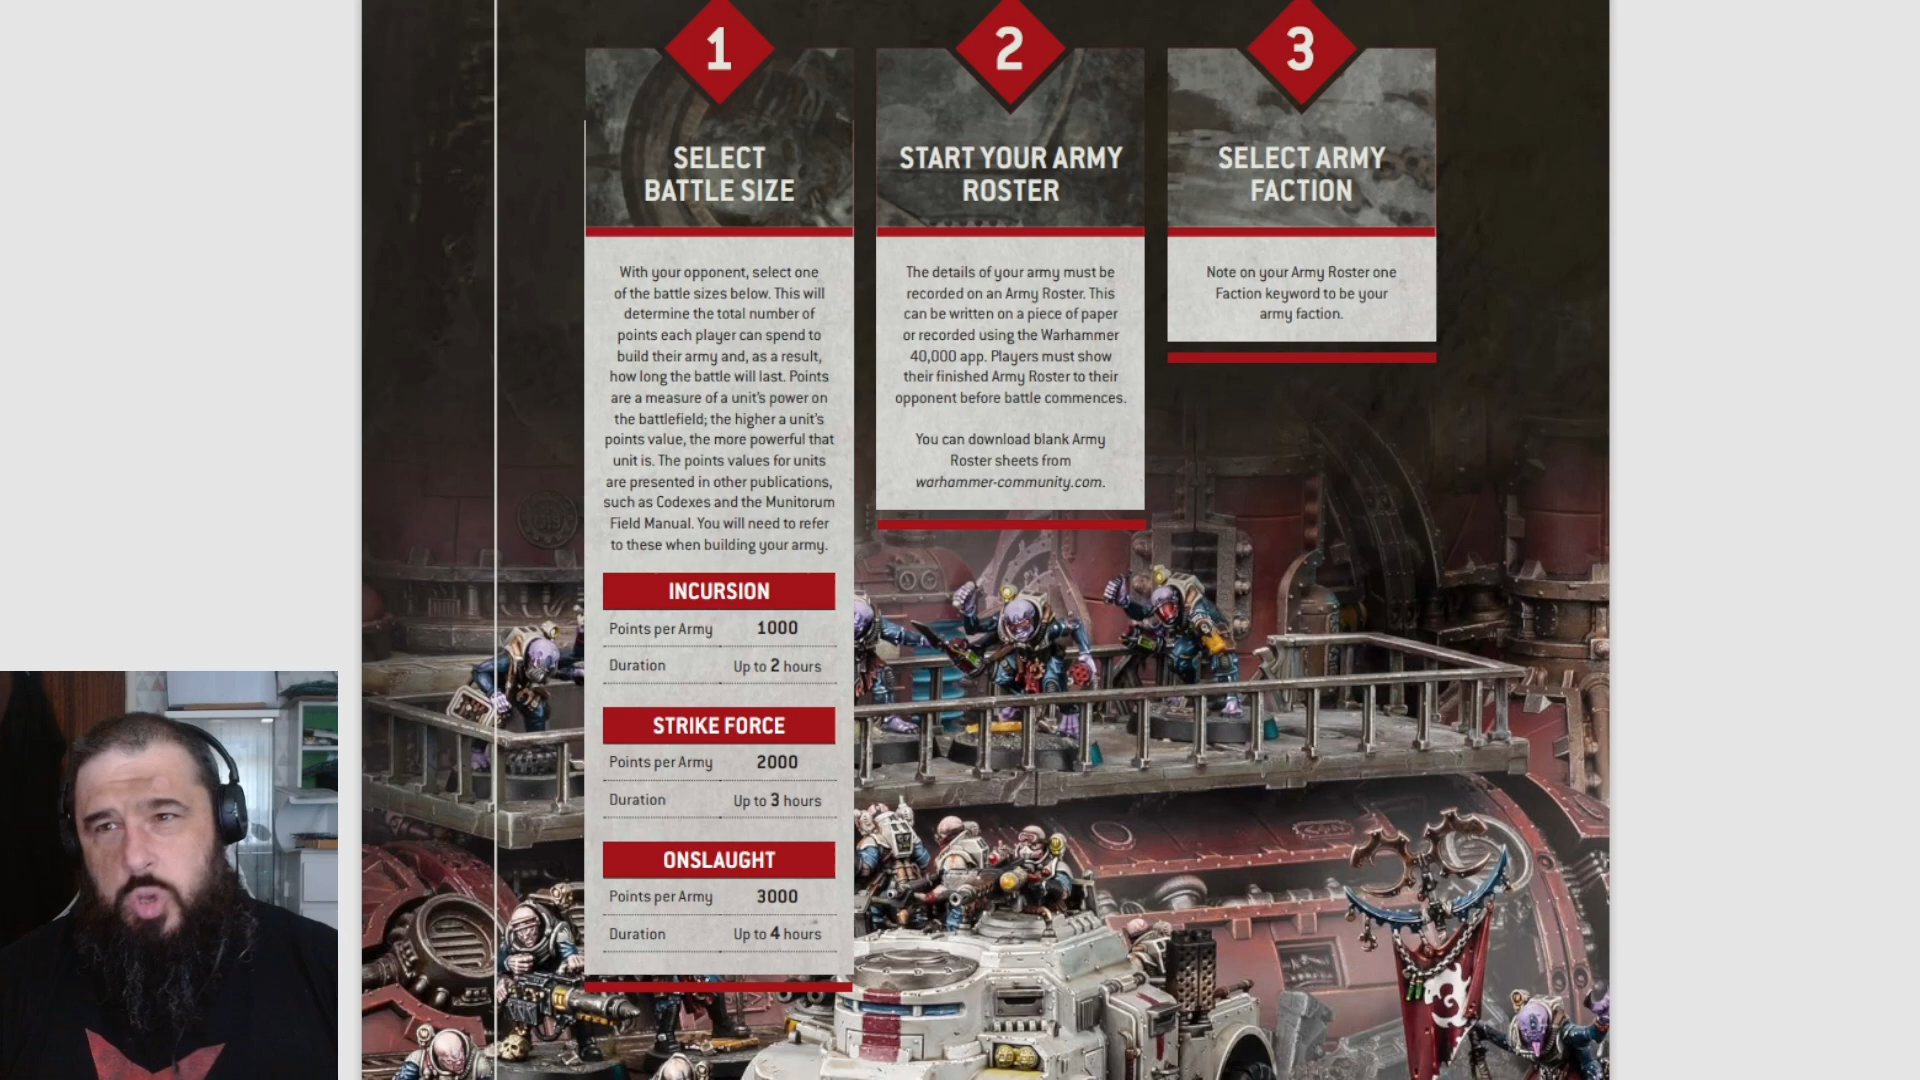 1
SELECT
BATTLE SIZE
With your opponent, select one
of the battle sizes below. This will
determine the total number of
points each player can spend to
build their army and, as a result,
how long the battle will last. Points
are a measure of a unit's power on
the battlefield; the higher a unit's
points value, the more powerful that
unit is. The points values for units
are presented in other publications,
such as Codexes and the Munitorum
Field Manual. You will need to refer
to these when building your army.
INCURSION
Points per Army 1000
Duration Up to 2 hours
STRIKE FORCE
Points per Army 2000
Duration Up to 3 hours
ONSLAUGHT
Points per Army 3000
Duration Up to 4 hours
2
START YOUR ARMY
ROSTER
The details of your army must be
recorded on an Army Roster. This
can be written on a piece of paper
or recorded using the Warhammer
40,000 app. Players must show
their finished Army Roster to their
opponent before battle commences.
You can download blank Army
Roster sheets from
warhammer-community.com.
3
SELECT ARMY
FACTION
Note on your Army Roster one
Faction keyword to be your
army faction.